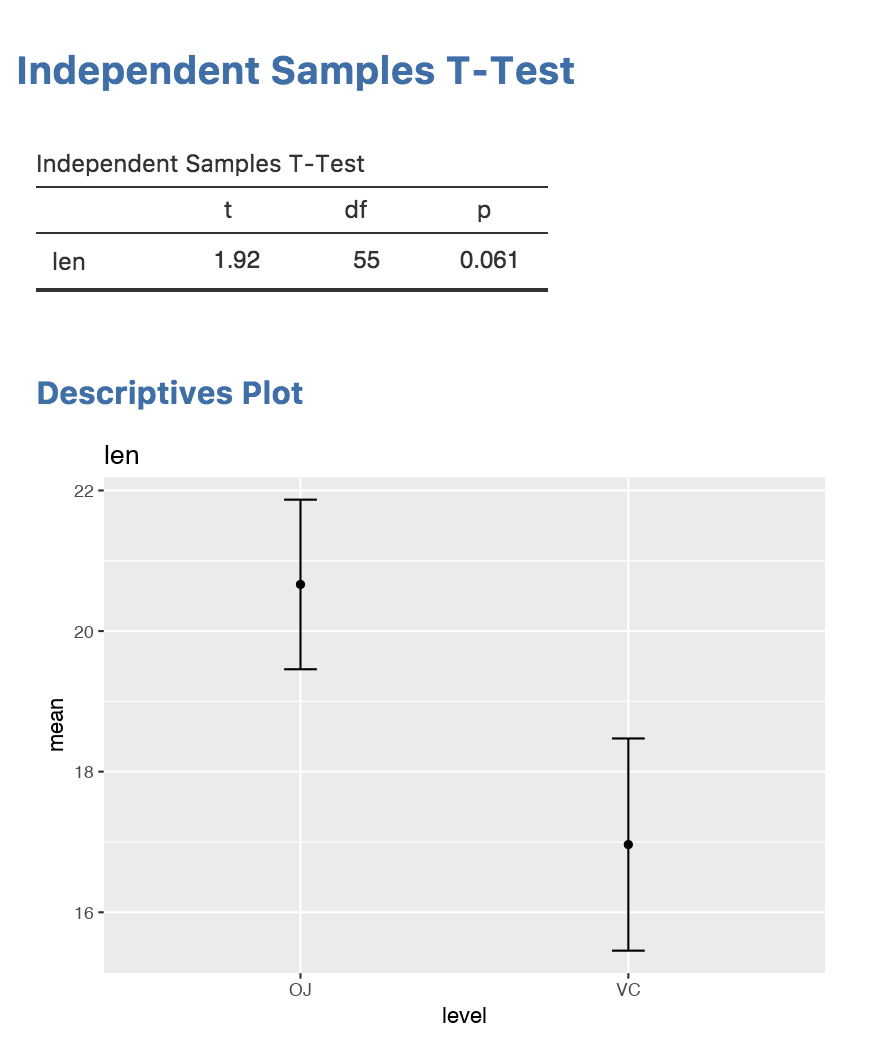 Independent Samples T-Test
Independent Samples T-Test
t df p
len 1.92 55 0.061
Descriptives Plot
len
22
20
18
16
mean
OJ VC
level